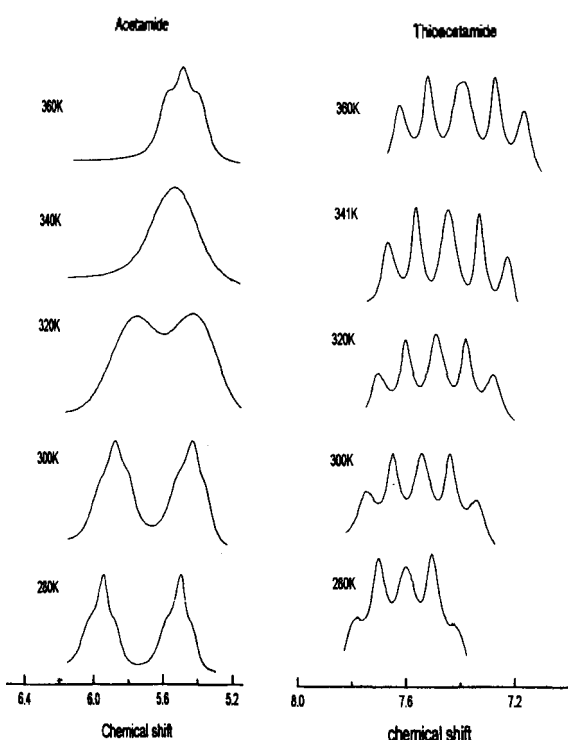 Acetamide
Thioacetamide
360K
360K
340K
341K
320K
320K
300K
300K
280K
280K
6.4 6.0 5.6 5.2
8.0 7.6 7.2
Chemical shift
chemical shift